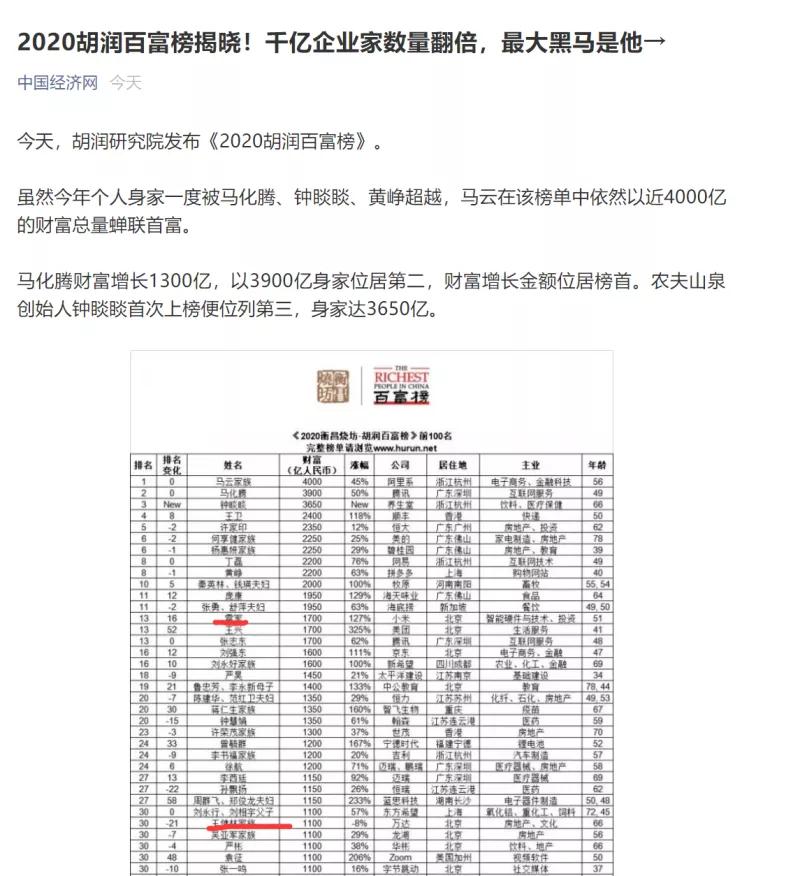 2020胡润百富榜揭晓！千亿企业家数量翻倍，最大黑马是他→
中国经济网 今天
今天，胡润研究院发布《2020胡润百富榜》。
虽然今年个人身家一度被马化腾、钟睒睒、黄峥超越，马云在该榜单中依然以近4000亿
的财富总量蝉联首富。
马化腾财富增长1300亿，以3900亿身家位居第二，财富增长金额位居榜首。农夫山泉
创始人钟睒睒首次上榜便位列第三，身家达3650亿。
THE
RICHEST
PEOPLE IN CHINA
百富榜
《2020衡昌烧坊·胡润百富榜》前100名
完整榜单请浏览www.hurun.net
排名 排名变化 姓名 财富（亿人民币） 涨幅 公司 居住地 主业 年龄
1 0 马云家族 4000 45% 阿里系 浙江杭州 电子商务、金融科技 56
2 0 马化腾 3900 50% 腾讯 广东深圳 互联网服务 49
3 New 钟睒睒 3650 New 养生堂 浙江杭州 饮料、医疗保健 66
4 8 王卫 2400 118% 顺丰 香港 快递 50
5 -2 许家印 2350 12% 恒大 广东广州 房地产、投资 62
6 -2 何享健家族 2250 25% 美的 广东佛山 家电制造、房地产 78
6 -1 杨惠妍家族 2250 29% 碧桂园 广东佛山 房地产、教育 39
8 0 丁磊 2200 76% 网易 浙江杭州 互联网技术 49
8 -1 黄峥 2200 63% 拼多多 上海 购物网站 40
10 5 秦英林、钱瑛夫妇 2000 100% 牧原 河南南阳 畜牧 55, 54
11 12 庞康 1950 129% 海天味业 广东佛山 食品 64
11 -2 张勇、舒萍夫妇 1950 63% 海底捞 新加坡 餐饮 49, 50
13 16 雷军 1700 127% 小米 北京 智能硬件与技术、投资 51
13 52 王兴 1700 325% 美团 北京 生活服务 41
13 0 张志东 1700 62% 腾讯 广东深圳 互联网服务 48
16 12 刘强东 1600 111% 京东 北京 电子商务、金融 47
16 10 刘永好家族 1600 100% 新希望 四川成都 农业、化工、金融 69
18 -9 严昊 1450 21% 太平洋建设 江苏南京 基础建设 34
19 21 鲁忠芳、李永新母子 1400 133% 中公教育 北京 教育 78, 44
20 -7 陈建华、范红卫夫妇 1350 29% 恒力 江苏苏州 化纤、石化、房地产 49, 53
20 30 蒋仁生家族 1350 160% 智飞生物 重庆 疫苗 67
20 -15 钟慧娟 1350 61% 翰森 江苏连云港 医药 59
23 -3 许荣茂家族 1300 37% 世茂 香港 房地产 70
24 33 曾毓群 1200 167% 宁德时代 福建宁德 锂电池 52
24 -9 李书福家族 1200 20% 吉利 浙江杭州 汽车制造 57
24 6 徐航 1200 71% 迈瑞、鹏瑞 广东深圳 医疗器械、房地产 58
27 13 李西廷 1150 92% 迈瑞 广东深圳 医疗器械 69
27 -22 孙飘扬 1150 26% 恒瑞 江苏连云港 医药 62
27 58 周群飞、郑俊龙夫妇 1150 233% 蓝思科技 湖南长沙 电子器件制造 50, 48
30 0 刘永行、刘相宇父子 1100 57% 东方希望 上海 氧化铝、重化工、饲料 72, 45
30 -21 王健林家族 1100 -8% 万达 北京 房地产、文化 66
30 -7 吴亚军家族 1100 29% 龙湖 北京 房地产 56
30 -4 严彬 1100 38% 华彬 北京 饮料、地产 66
30 48 袁征 1100 206% Zoom 美国加州 视频软件 50
30 -10 张一鸣 1100 16% 字节跳动 北京 社交媒体 37